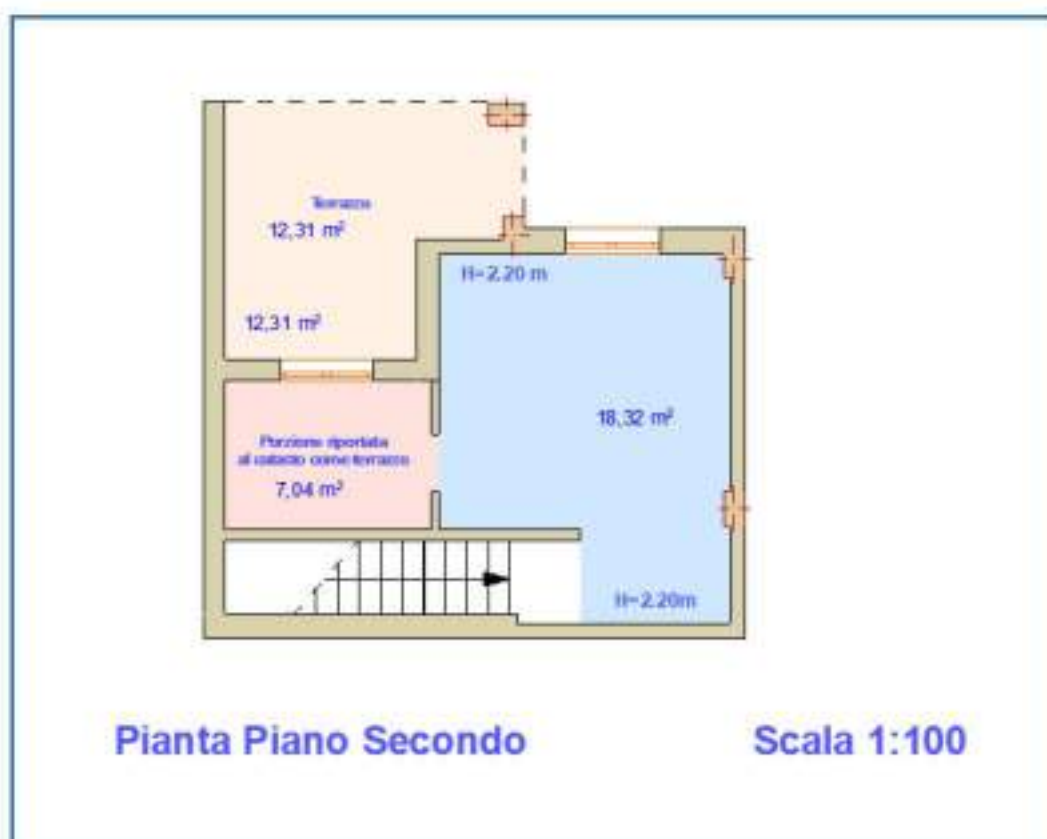 Terrazzo
12,31 m²
H=2.20 m
12,31 m²
18,32 m²
Porzione riportata
al catasto come terrazzo
7,04 m²
H=2.20m
Pianta Piano Secondo
Scala 1:100